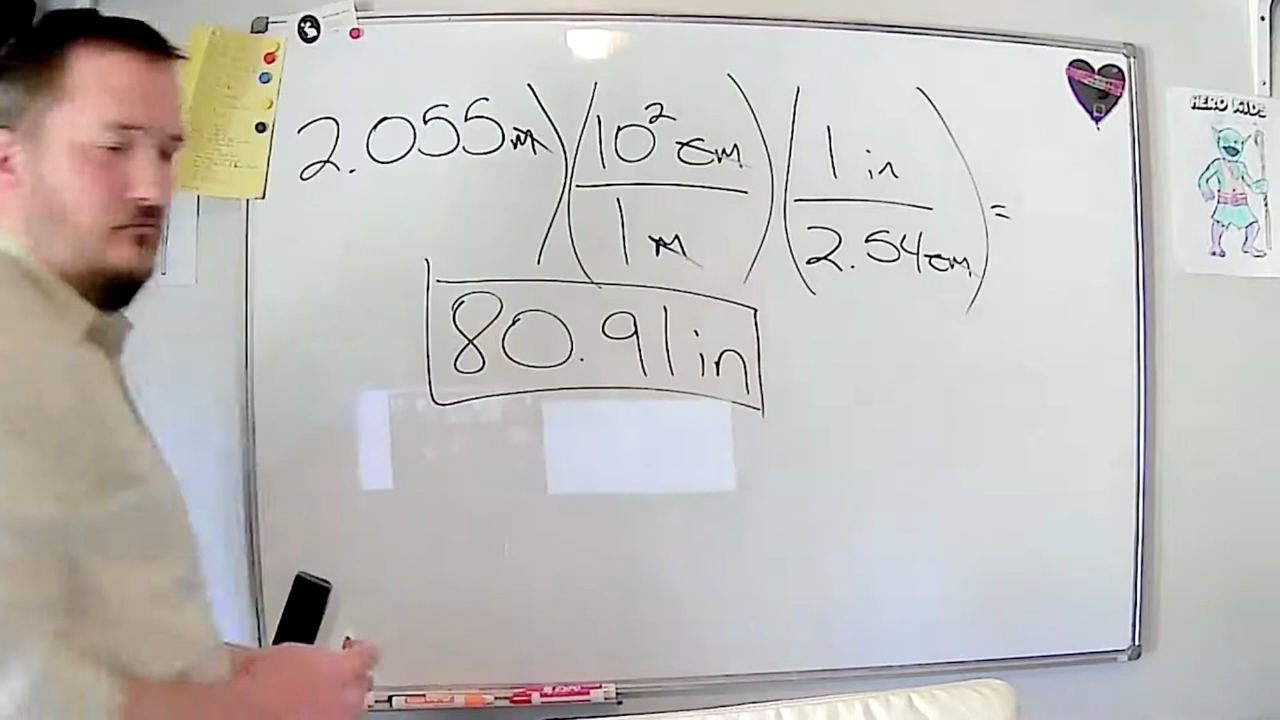 2.055m)(10² cm / 1 m)(1 in / 2.54 cm) =
80.91 in
HERO KIDS